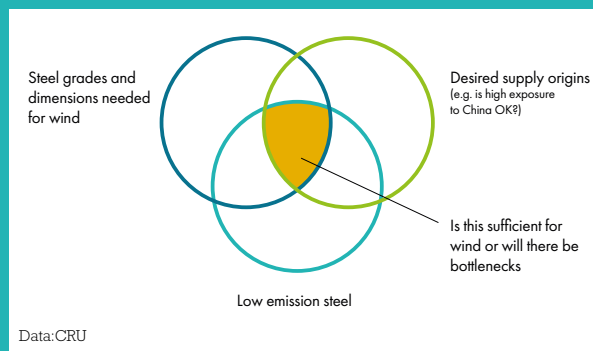 Steel grades and
dimensions needed
for wind
Desired supply origins
(e.g. is high exposure
to China OK?)
Is this sufficient for
wind or will there be
bottlenecks
Low emission steel
Data:CRU